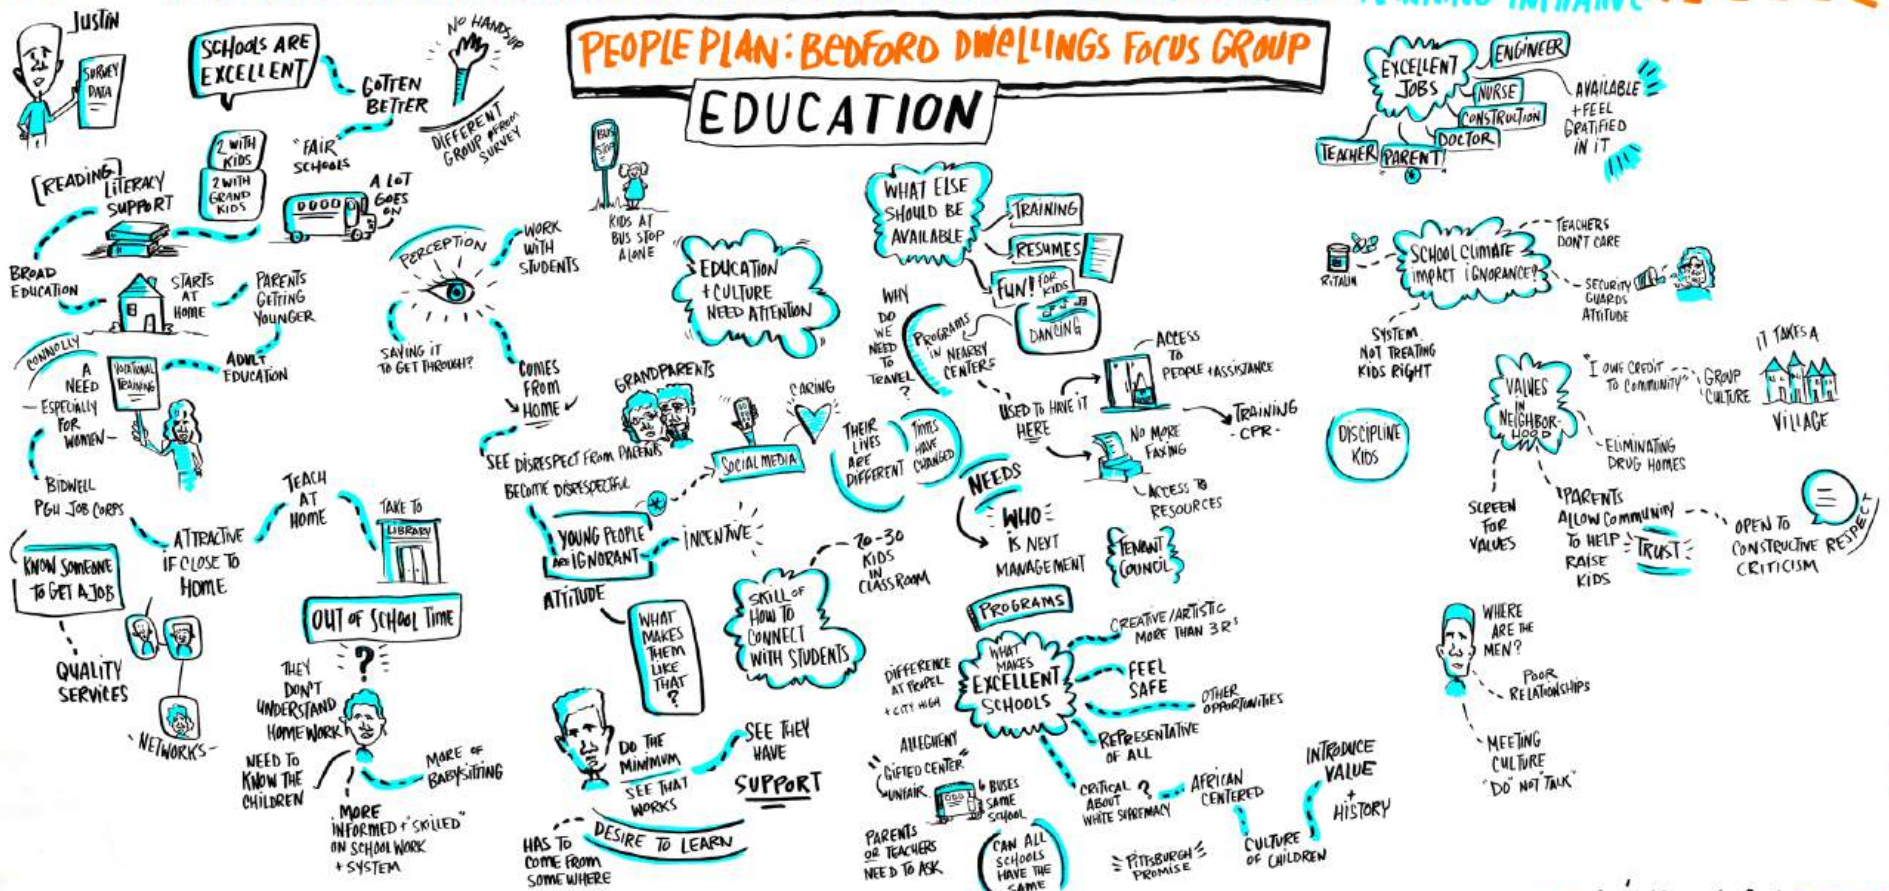 PLANNING INITIATIVE
PEOPLE PLAN: BEDFORD DWELLINGS FOCUS GROUP
EDUCATION
JUSTIN
SURVEY
DATA
SCHOOLS ARE
EXCELLENT
GOTTEN
BETTER
"FAIR
SCHOOLS
NO HANDS UP
DIFFERENT
GROUP FROM
SURVEY
2 WITH
KIDS
2 WITH
GRAND
KIDS
A LOT
GOES
ON
[READING]
LITERACY
SUPPORT
BROAD
EDUCATION
STARTS
AT
HOME
PARENTS
GETTING
YOUNGER
ADULT
EDUCATION
CONNOLLY
VOCATIONAL
TRAINING
A
NEED
— ESPECIALLY
FOR
WOMEN —
BIDWELL
PGH JOB CORPS
KNOW SOMEONE
TO GET A JOB
QUALITY
SERVICES
ATTRACTIVE
IF CLOSE TO
HOME
- NETWORKS -
TEACH
AT
HOME
TAKE TO
LIBRARY
OUT OF SCHOOL TIME
?
THEY
DON'T
UNDERSTAND
HOMEWORK
NEED TO
KNOW THE
CHILDREN
MORE OF
BABYSITTING
MORE
INFORMED + "SKILLED"
ON SCHOOL WORK
+ SYSTEM
PERCEPTION
WORK
WITH
STUDENTS
SAYING IT
TO GET THROUGH?
COMES
FROM
HOME
BUS
STOP
KIDS AT
BUS STOP
ALONE
EDUCATION
+ CULTURE
NEED ATTENTION
GRANDPARENTS
SEE DISRESPECT FROM PARENTS
BECOME DISRESPECTFUL
SOCIAL MEDIA
CARING
YOUNG PEOPLE
ARE IGNORANT
INCENTIVE
ATTITUDE
WHAT
MAKES
THEM
LIKE
THAT
?
SKILL OF
HOW TO
CONNECT
WITH STUDENTS
20-30
KIDS
IN
CLASSROOM
DO THE
MINIMUM
SEE THAT
WORKS
SEE THEY
HAVE
SUPPORT
DESIRE TO LEARN
HAS TO
COME FROM
SOMEWHERE
WHAT ELSE
SHOULD BE
AVAILABLE
TRAINING
RESUMES
FUN! FOR
KIDS
DANCING
WHY
DO
WE
NEED
TO
TRAVEL
?
PROGRAMS
IN NEARBY
CENTERS
USED TO HAVE IT
HERE
ACCESS
TO
PEOPLE + ASSISTANCE
TRAINING
- CPR -
NO MORE
FAXING
ACCESS TO
RESOURCES
THEIR
LIVES
ARE
DIFFERENT
TIMES
HAVE
CHANGED
NEEDS
WHO
IS NEXT
MANAGEMENT
TENANT
COUNCIL
PROGRAMS
WHAT
MAKES
EXCELLENT
SCHOOLS
CREATIVE/ARTISTIC
MORE THAN 3 R's
FEEL
SAFE
OTHER
OPPORTUNITIES
REPRESENTATIVE
OF ALL
DIFFERENCE
AT PROPEL
+ CITY HIGH
ALLEGHENY
"GIFTED CENTER"
UNFAIR
6 BUSES
SAME
SCHOOL
PARENTS
OR TEACHERS
NEED TO ASK
CAN ALL
SCHOOLS
HAVE THE
SAME
CRITICAL ?
ABOUT
WHITE SUPREMACY
AFRICAN
CENTERED
CULTURE
OF CHILDREN
INTRODUCE
VALUE
+
HISTORY
PITTSBURGH
PROMISE
EXCELLENT
JOBS
ENGINEER
NURSE
CONSTRUCTION
DOCTOR
PARENT
TEACHER
AVAILABLE
+ FEEL
GRATIFIED
IN IT
SCHOOL CLIMATE
IMPACT IGNORANCE?
RITALIN
TEACHERS
DON'T CARE
SECURITY
GUARDS
ATTITUDE
SYSTEM
NOT TREATING
KIDS RIGHT
DISCIPLINE
KIDS
VALUES
IN
NEIGHBOR-
HOOD
"I OWE CREDIT
TO COMMUNITY"
GROUP
CULTURE
IT TAKES A
VILLAGE
ELIMINATING
DRUG HOMES
SCREEN
FOR
VALUES
PARENTS
ALLOW COMMUNITY
TO HELP
RAISE
KIDS
TRUST
OPEN TO
CONSTRUCTIVE
CRITICISM
RESPECT
WHERE
ARE THE
MEN?
POOR
RELATIONSHIPS
MEETING
CULTURE
"DO" NOT "TALK"